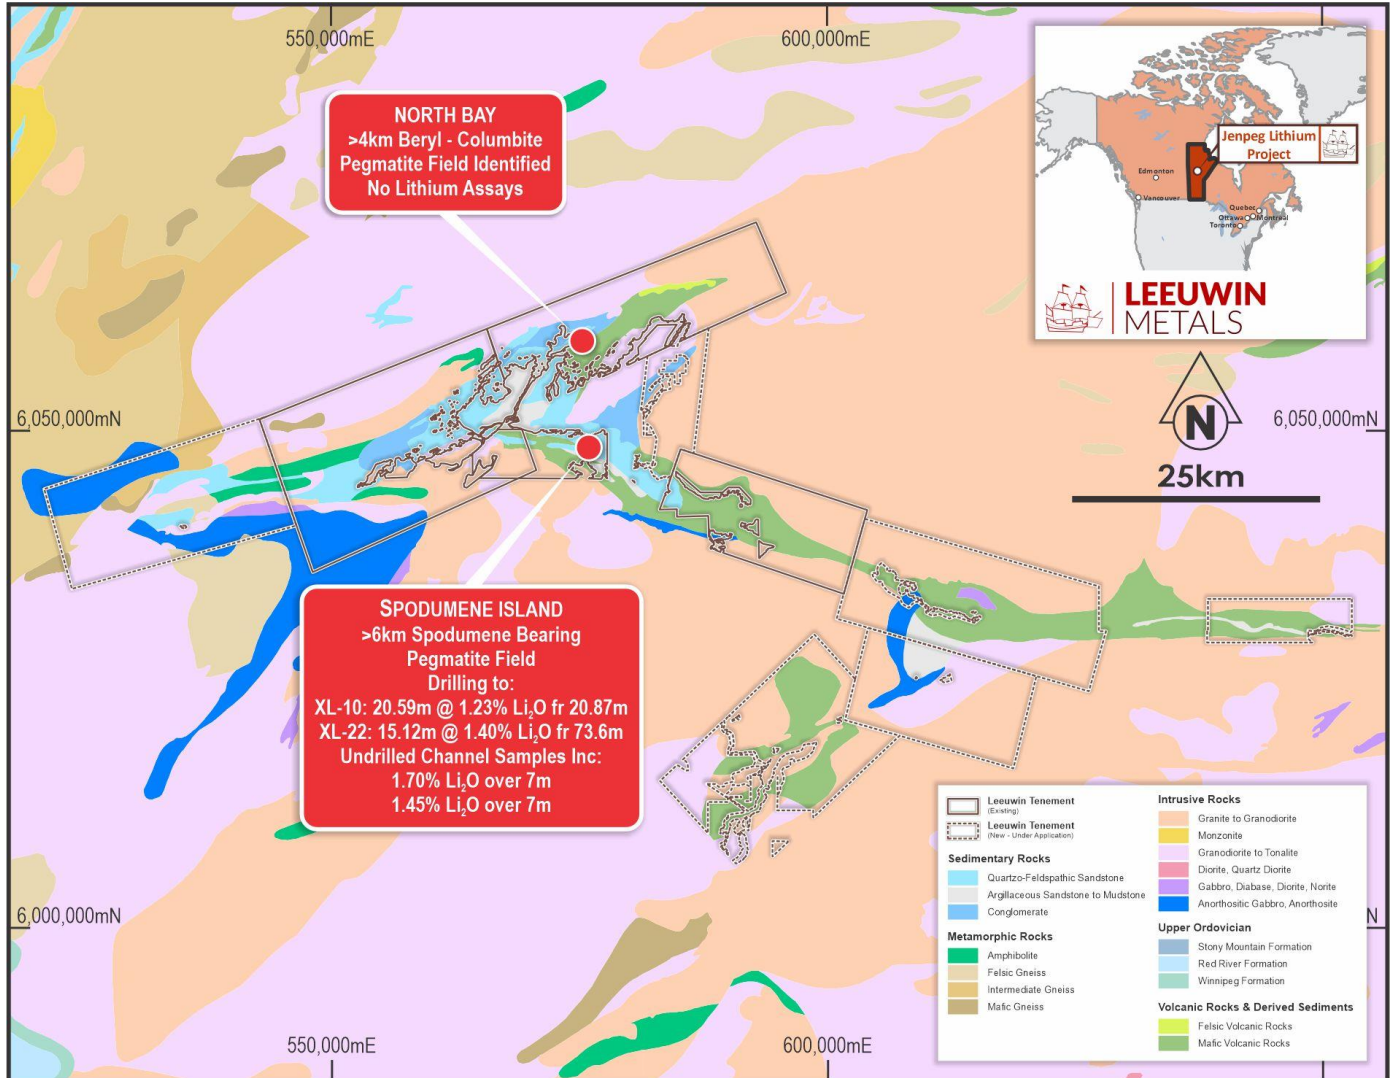 550,000mE
600,000mE
NORTH BAY
>4km Beryl - Columbite
Pegmatite Field Identified
No Lithium Assays
Jenpeg Lithium
Project
Edmonton
Vancouver
Quebec
Ottawa
Montreal
Toronto
LEEUWIN
METALS
6,050,000mN
6,050,000mN
N
25km
SPODUMENE ISLAND
>6km Spodumene Bearing
Pegmatite Field
Drilling to:
XL-10: 20.59m @ 1.23% Li₂O fr 20.87m
XL-22: 15.12m @ 1.40% Li₂O fr 73.6m
Undrilled Channel Samples Inc:
1.70% Li₂O over 7m
1.45% Li₂O over 7m
6,000,000mN
N
Leeuwin Tenement
(Existing)
Leeuwin Tenement
(New - Under Application)
Sedimentary Rocks
Quartzo-Feldspathic Sandstone
Argillaceous Sandstone to Mudstone
Conglomerate
Metamorphic Rocks
Amphibolite
Felsic Gneiss
Intermediate Gneiss
Mafic Gneiss
Intrusive Rocks
Granite to Granodiorite
Monzonite
Granodiorite to Tonalite
Diorite, Quartz Diorite
Gabbro, Diabase, Diorite, Norite
Anorthositic Gabbro, Anorthosite
Upper Ordovician
Stony Mountain Formation
Red River Formation
Winnipeg Formation
Volcanic Rocks & Derived Sediments
Felsic Volcanic Rocks
Mafic Volcanic Rocks
550,000mE
600,000mE